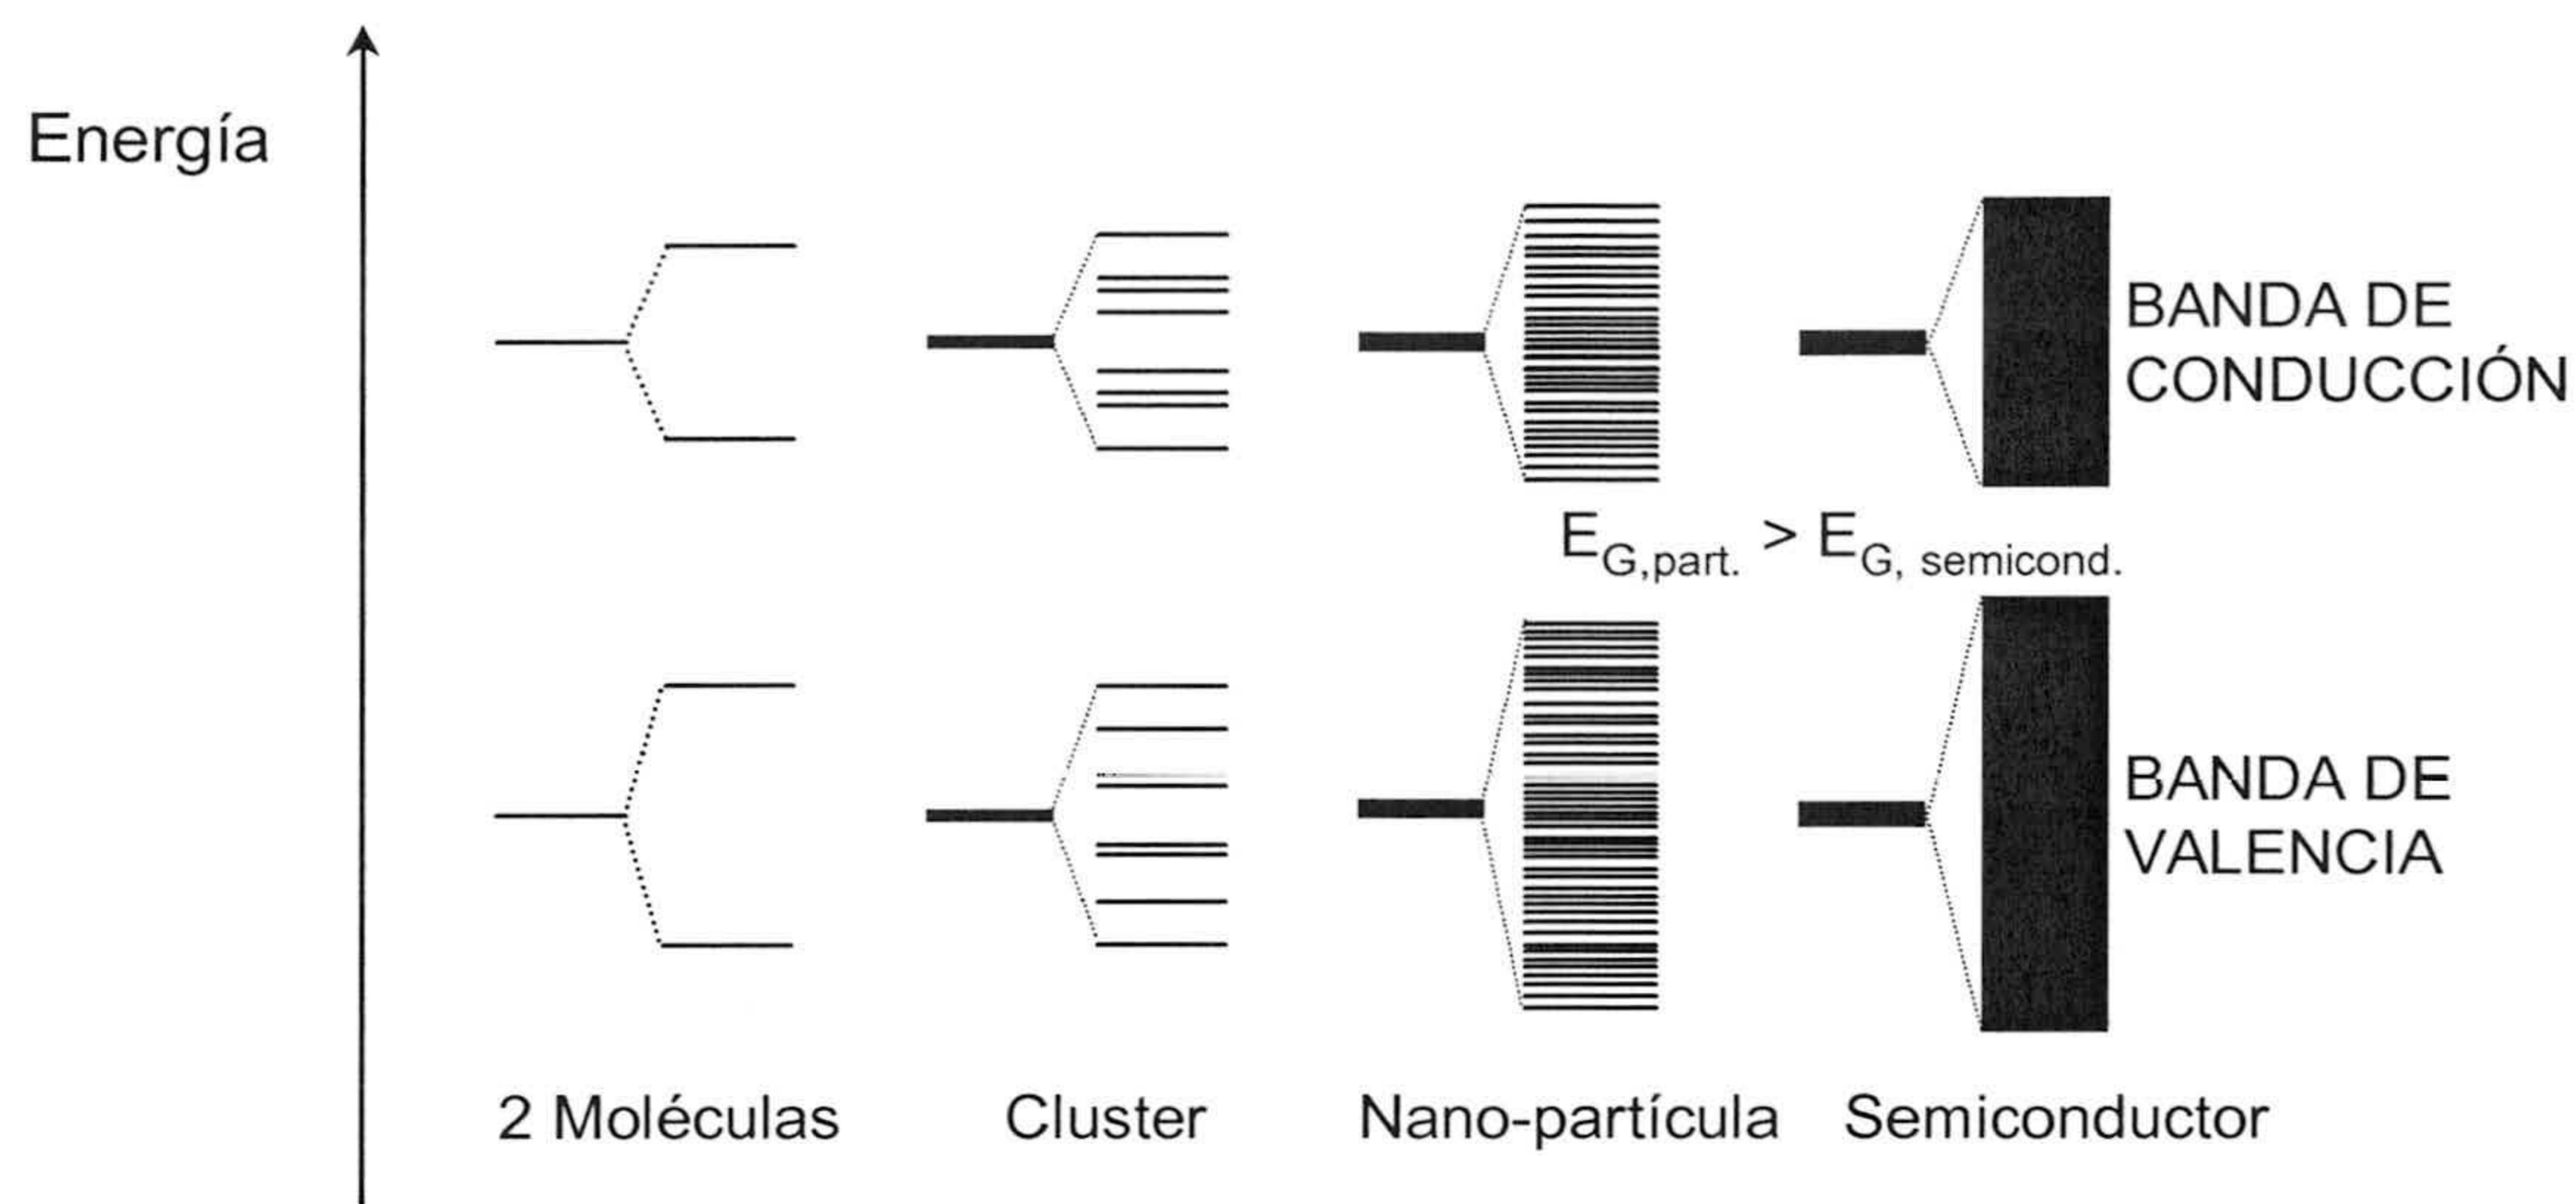 Energía
BANDA DE
CONDUCCIÓN
E_G,part. > E_G, semicond.
BANDA DE
VALENCIA
2 Moléculas
Cluster
Nano-partícula
Semiconductor